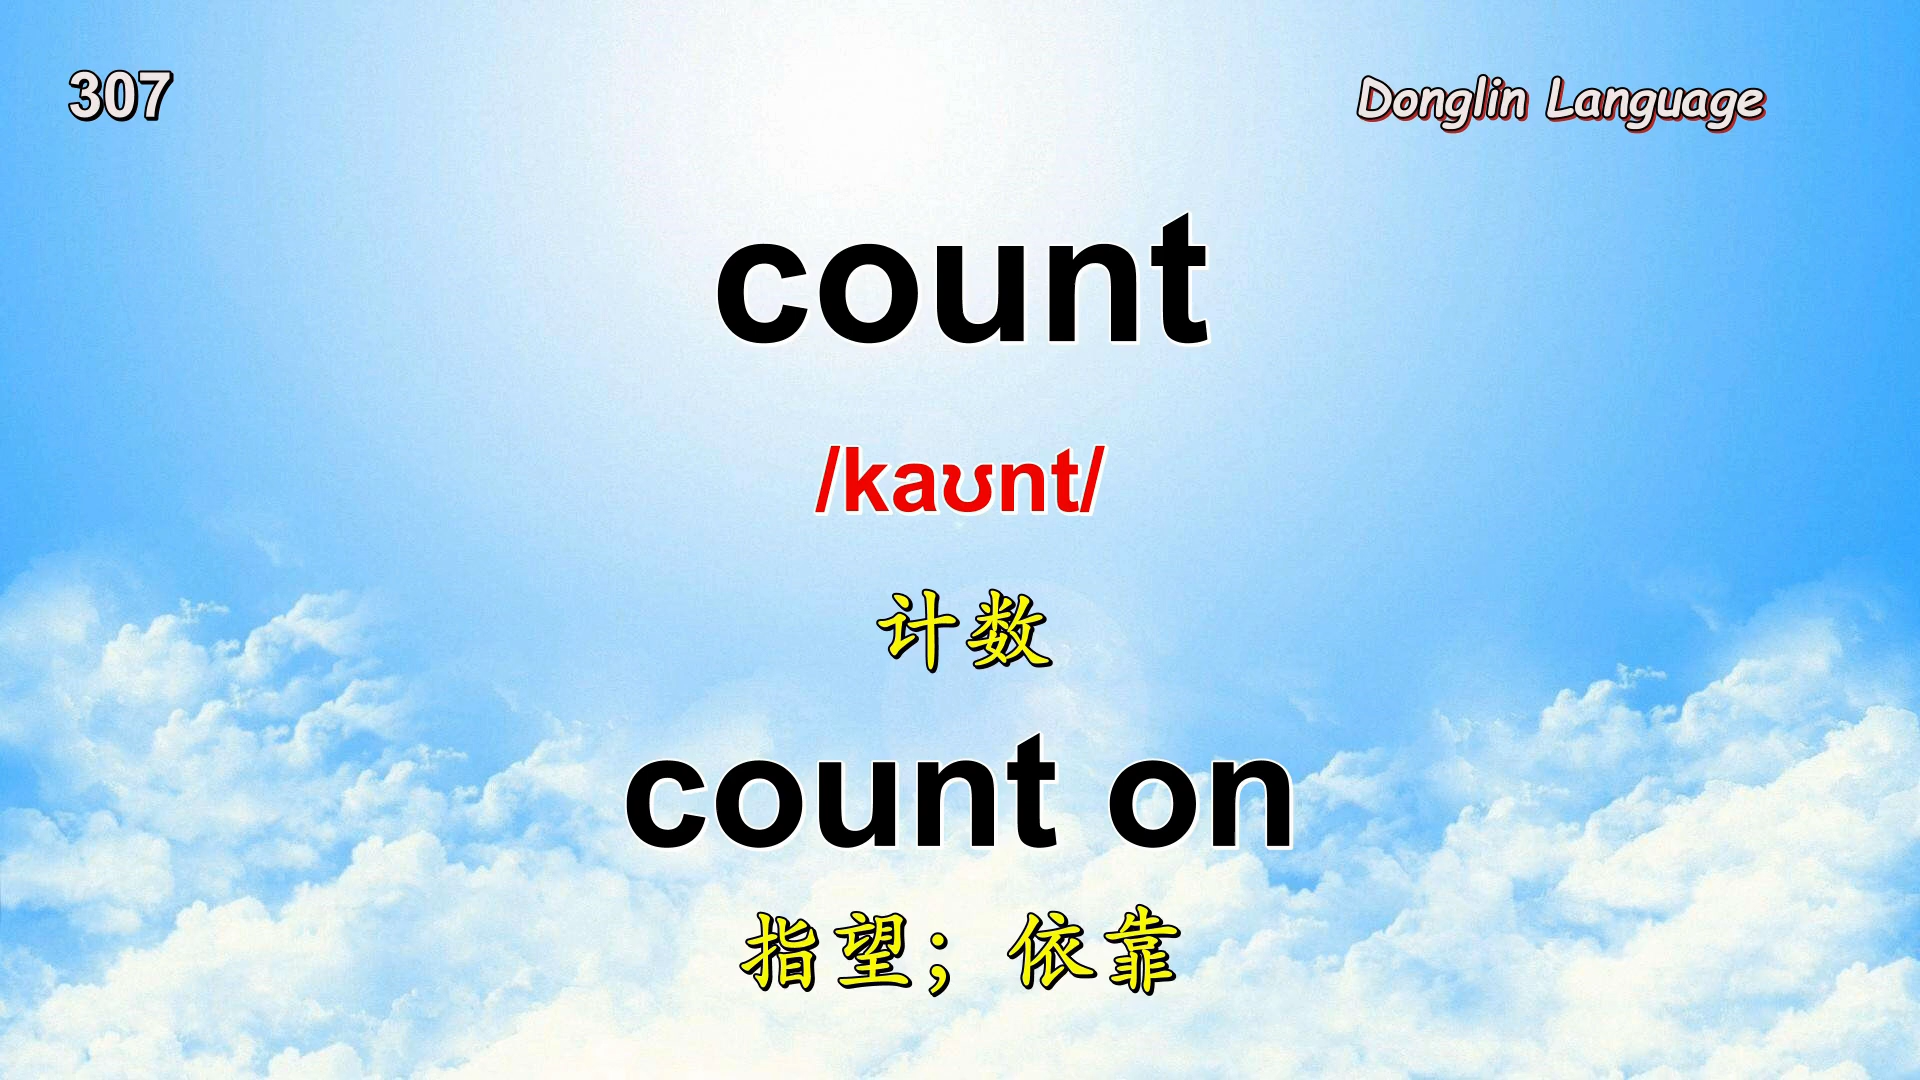 307
Donglin Language
count
/kaʊnt/
计数
count on
指望；依靠